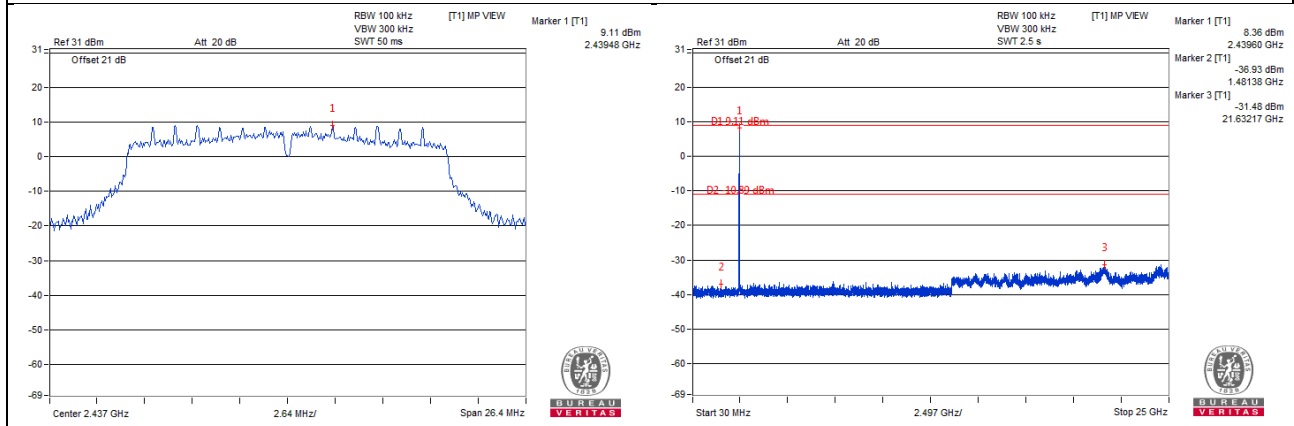 RBW 100 kHz [T1] MP VIEW
VBW 300 kHz
Ref 31 dBm Att 20 dB SWT 50 ms
Marker 1 [T1]
9.11 dBm
2.43948 GHz
31
Offset 21 dB
20
10
0
-10
-20
-30
-40
-50
-60
-69
1
Center 2.437 GHz 2.64 MHz/ Span 26.4 MHz
BUREAU VERITAS
1828
BUREAU
VERITAS
RBW 100 kHz [T1] MP VIEW
VBW 300 kHz
Ref 31 dBm Att 20 dB SWT 2.5 s
Marker 1 [T1]
8.36 dBm
2.43960 GHz
Marker 2 [T1]
-36.93 dBm
1.48138 GHz
Marker 3 [T1]
-31.48 dBm
21.63217 GHz
31
Offset 21 dB
20
10
0
-10
-20
-30
-40
-50
-60
-69
1
D1 9.11 dBm
D2 -10.89 dBm
2
3
Start 30 MHz 2.497 GHz/ Stop 25 GHz
BUREAU VERITAS
1828
BUREAU
VERITAS